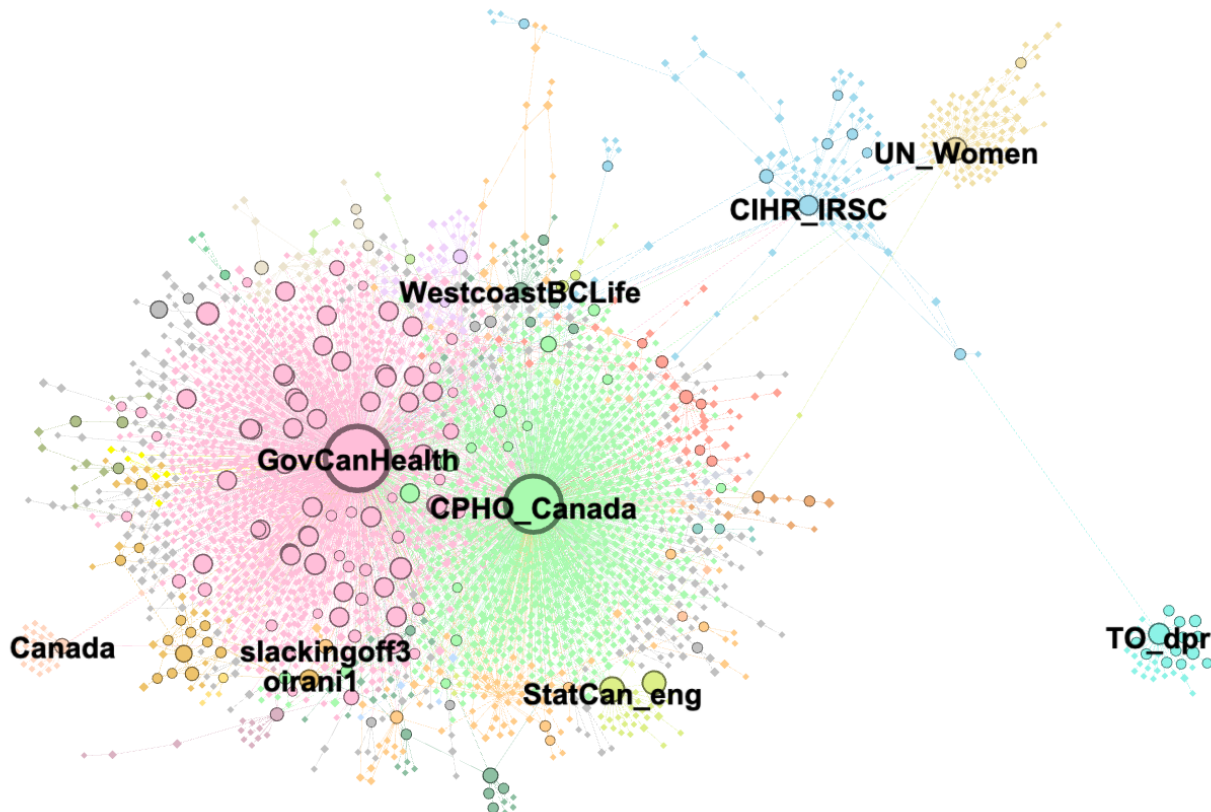 UN_Women
CIHR_IRSC
WestcoastBCLife
GovCanHealth
CPHO_Canada
TO_dpr
Canada
slackingoff3
oirani1
StatCan_eng